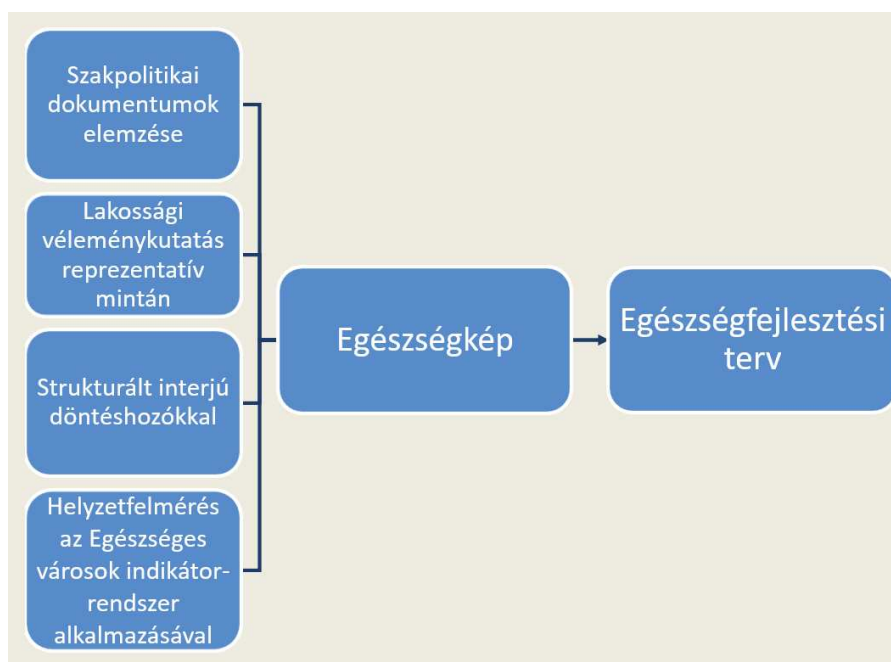 Szakpolitikai
dokumentumok
elemzése
Lakossági
véleménykutatás
reprezentatív
mintán
Strukturált interjú
döntéshozókkal
Helyzetfelmérés
az Egészséges
városok indikátor-
rendszer
alkalmazásával
Egészségkép
Egészségfejlesztési
terv